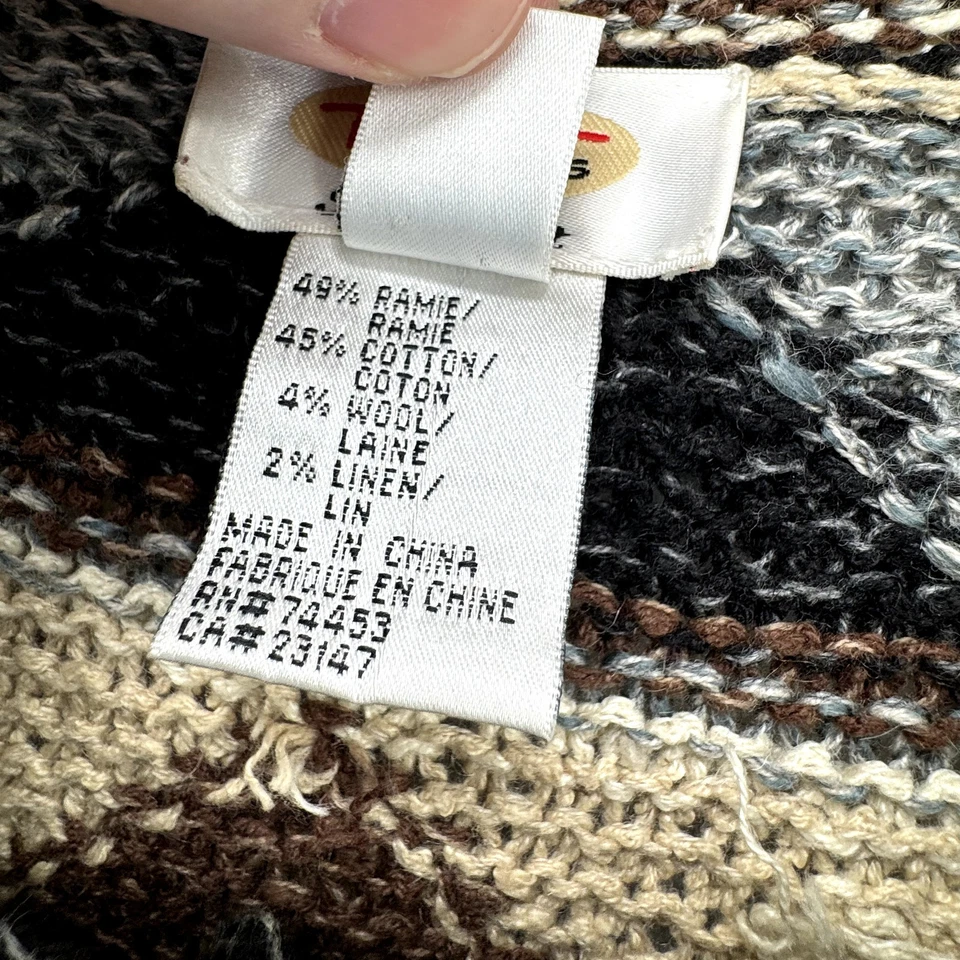 49% RAMIE/
RAMIE
45% COTTON/
COTON
4% WOOL/
LAINE
2% LINEN/
LIN
MADE IN CHINA
FABRIQUE EN CHINE
RN# 74453
CA# 23147